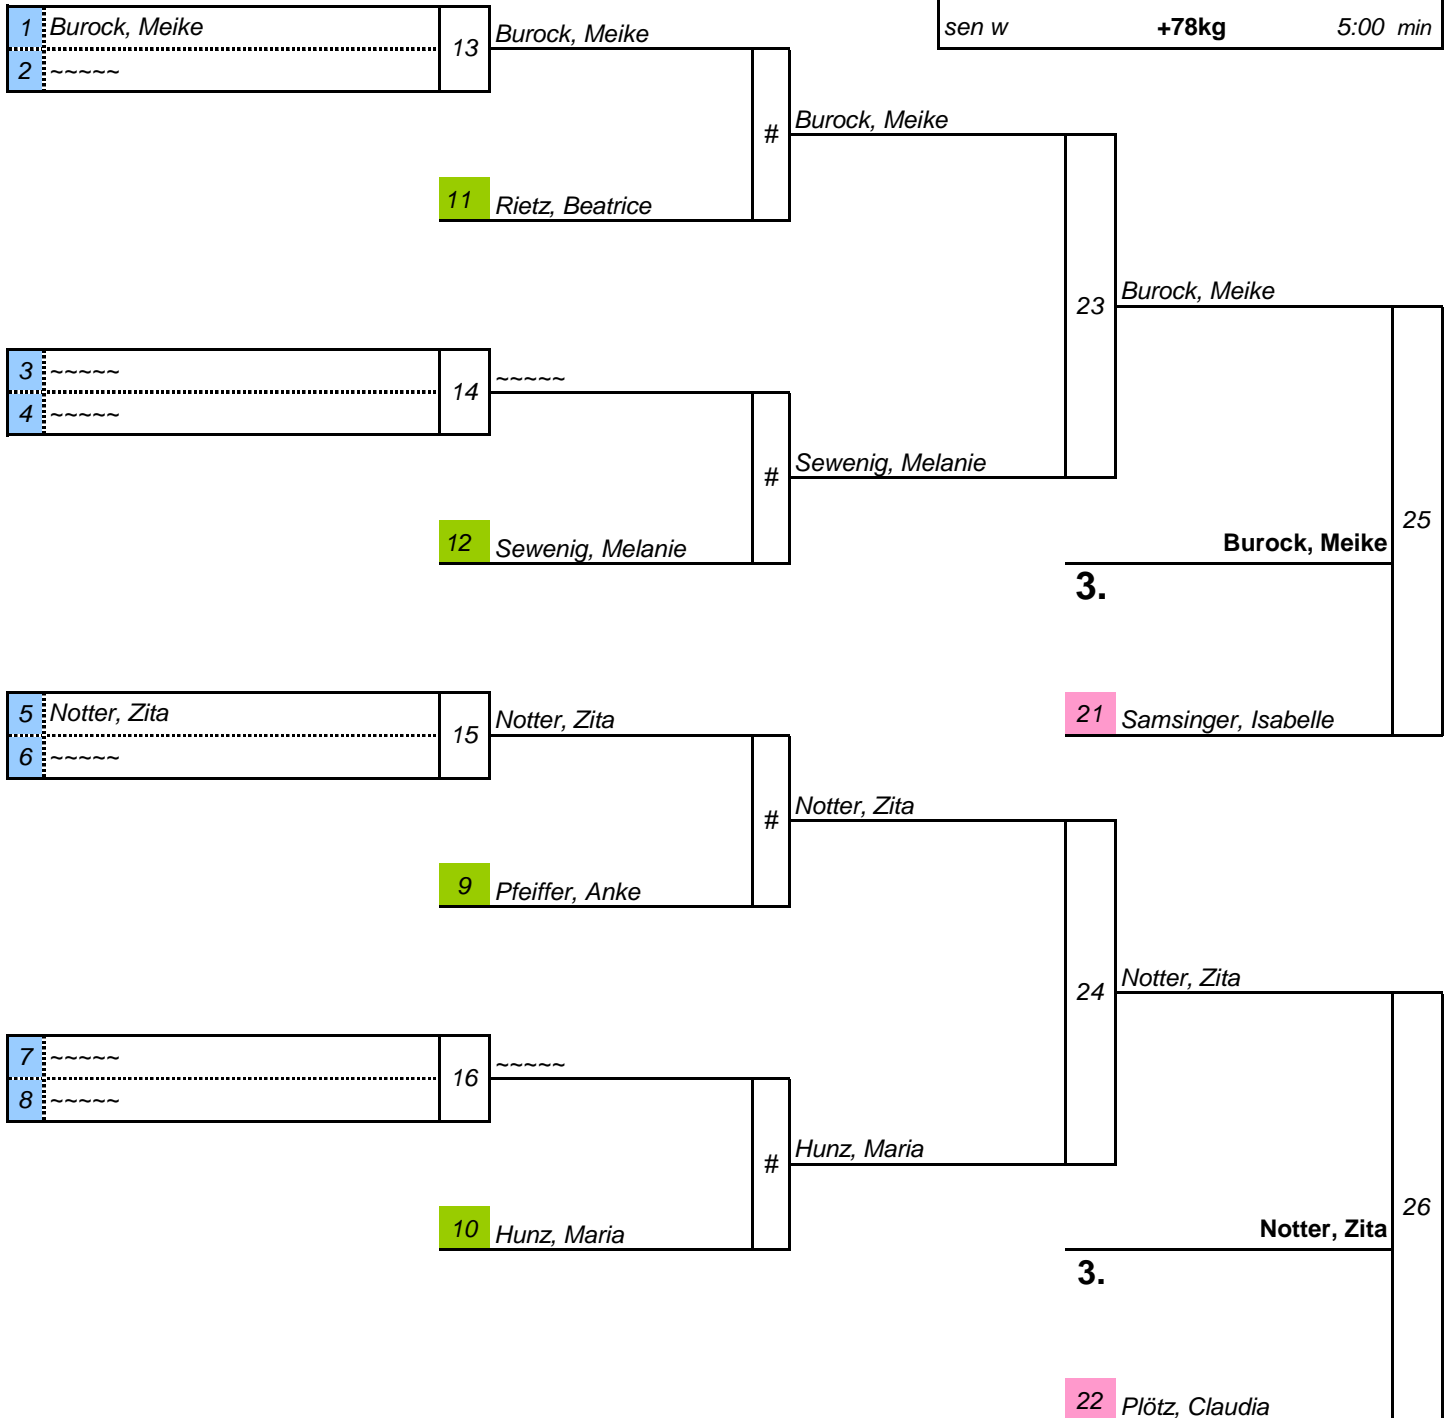 sen w +78kg 5:00 min
1 Burock, Meike
2 ~~~~~
13 Burock, Meike
# Burock, Meike
11 Rietz, Beatrice
23 Burock, Meike
3 ~~~~~
4 ~~~~~
14 ~~~~~
# Sewenig, Melanie
12 Sewenig, Melanie
25
Burock, Meike
3.
5 Notter, Zita
6 ~~~~~
15 Notter, Zita
21 Samsinger, Isabelle
# Notter, Zita
9 Pfeiffer, Anke
24 Notter, Zita
7 ~~~~~
8 ~~~~~
16 ~~~~~
# Hunz, Maria
10 Hunz, Maria
26
Notter, Zita
3.
22 Plötz, Claudia